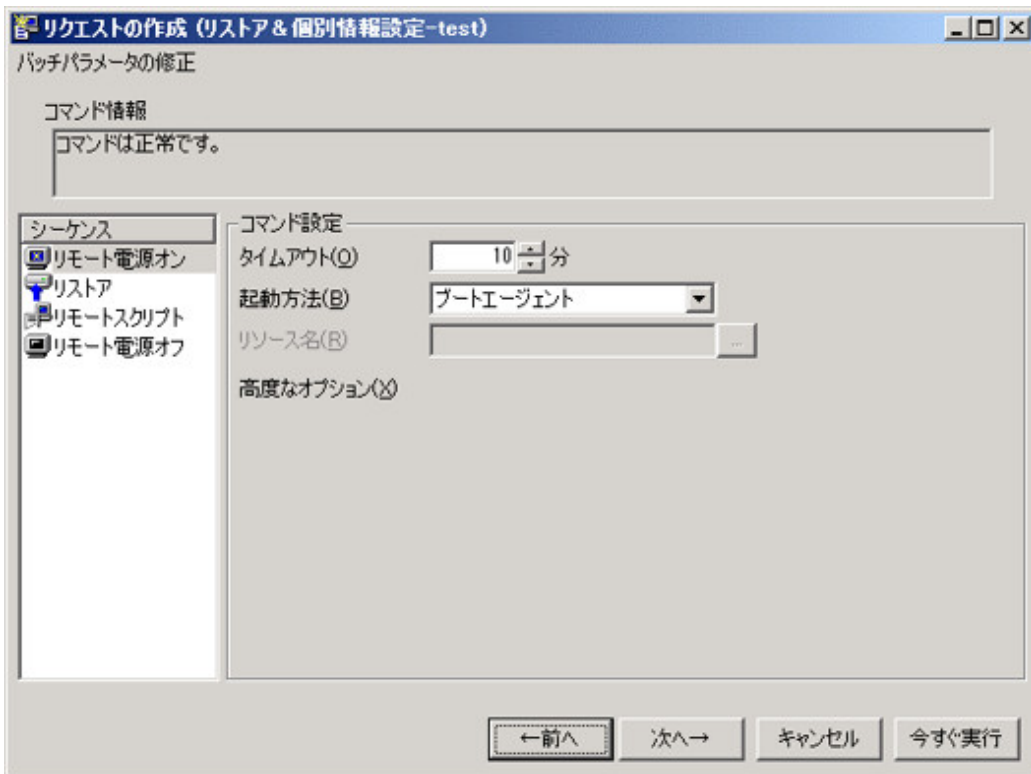 リクエストの作成 (リストア＆個別情報設定-test)
バッチパラメータの修正
コマンド情報
コマンドは正常です。
シーケンス
リモート電源オン
リストア
リモートスクリプト
リモート電源オフ
コマンド設定
タイムアウト(O) 10 分
起動方法(B) ブートエージェント
リソース名(R) ...
高度なオプション(X)
←前へ 次へ→ キャンセル 今すぐ実行